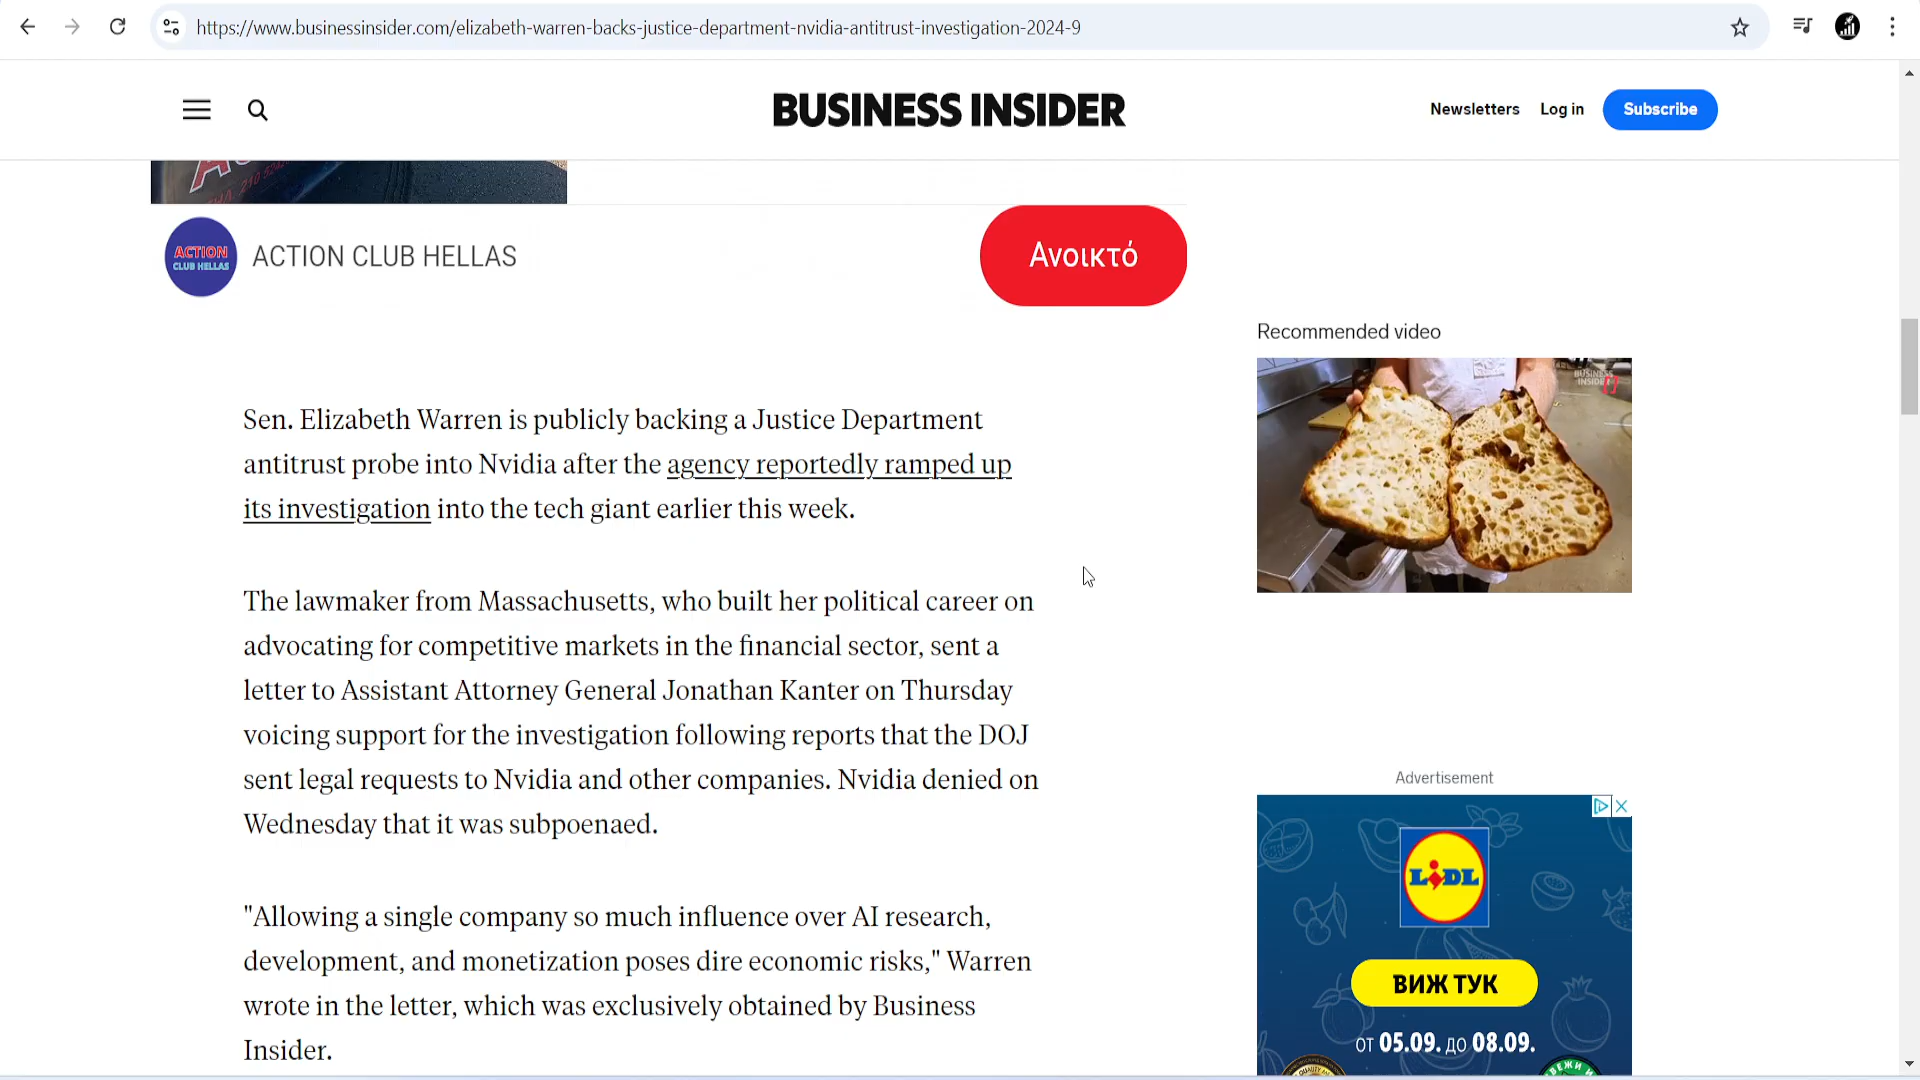 https://www.businessinsider.com/elizabeth-warren-backs-justice-department-nvidia-antitrust-investigation-2024-9
BUSINESS INSIDER
Newsletters
Log in
Subscribe
ACTION
CLUB HELLAS
ACTION CLUB HELLAS
Ανοικτό
Recommended video
BUSINESS
INSIDER
Sen. Elizabeth Warren is publicly backing a Justice Department
antitrust probe into Nvidia after the agency reportedly ramped up
its investigation into the tech giant earlier this week.
The lawmaker from Massachusetts, who built her political career on
advocating for competitive markets in the financial sector, sent a
letter to Assistant Attorney General Jonathan Kanter on Thursday
voicing support for the investigation following reports that the DOJ
sent legal requests to Nvidia and other companies. Nvidia denied on
Wednesday that it was subpoenaed.
"Allowing a single company so much influence over AI research,
development, and monetization poses dire economic risks," Warren
wrote in the letter, which was exclusively obtained by Business
Insider.
Advertisement
LIDL
ВИЖ ТУК
от 05.09. до 08.09.